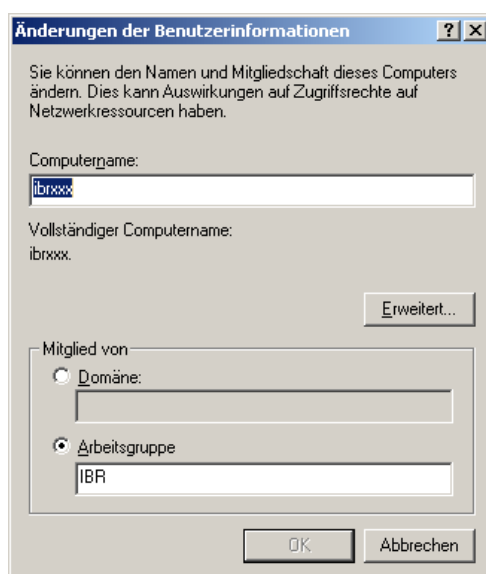 Änderungen der Benutzerinformationen
Sie können den Namen und Mitgliedschaft dieses Computers
ändern. Dies kann Auswirkungen auf Zugriffsrechte auf
Netzwerkressourcen haben.
Computername:
ibrxxx
Vollständiger Computername:
ibrxxx.
Erweitert...
Mitglied von
Domäne:
Arbeitsgruppe
IBR
OK Abbrechen